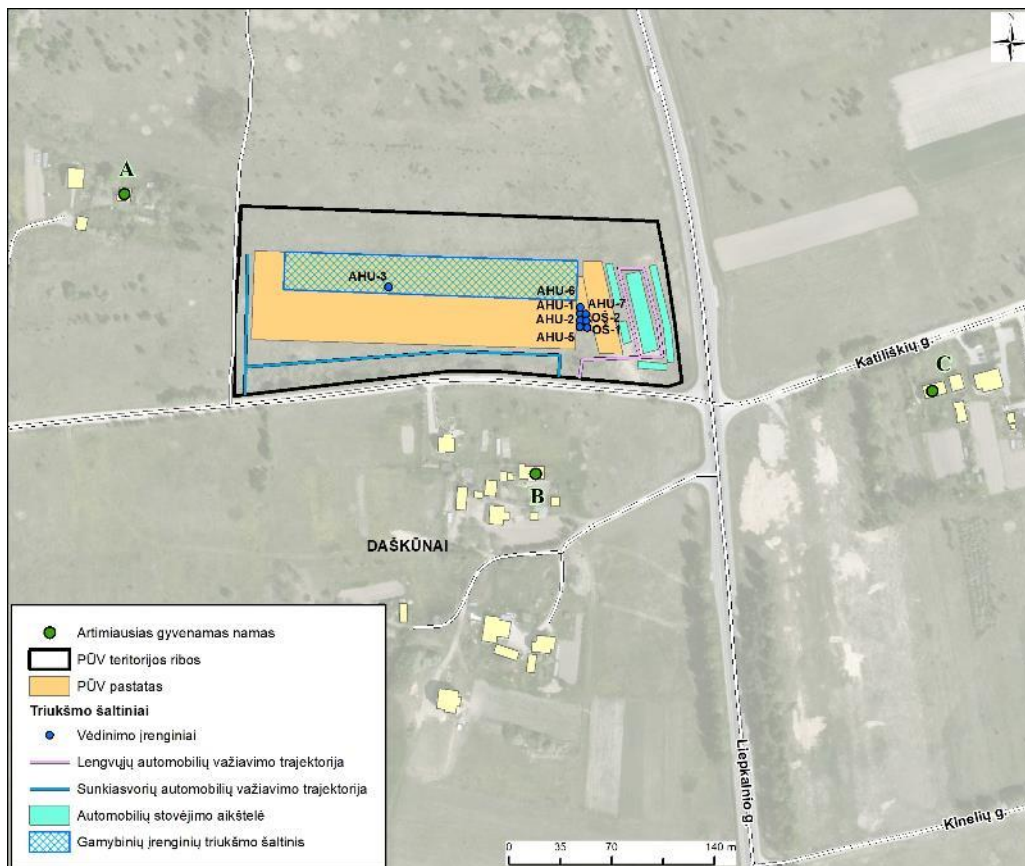 A
AHU-3
AHU-6
AHU-1
AHU-7
AHU-2
OŠ-2
AHU-5
OŠ-1
Katiliškių g.
C
B
DAŠKŪNAI
Liepkalnio g.
Kinelių g.
Artimiausias gyvenamas namas
PŪV teritorijos ribos
PŪV pastatas
Triukšmo šaltiniai
Vėdinimo įrenginiai
Lengvųjų automobilių važiavimo trajektorija
Sunkiasvorių automobilių važiavimo trajektorija
Automobilių stovėjimo aikštelė
Gamybinių įrenginių triukšmo šaltinis
0 35 70 140 m